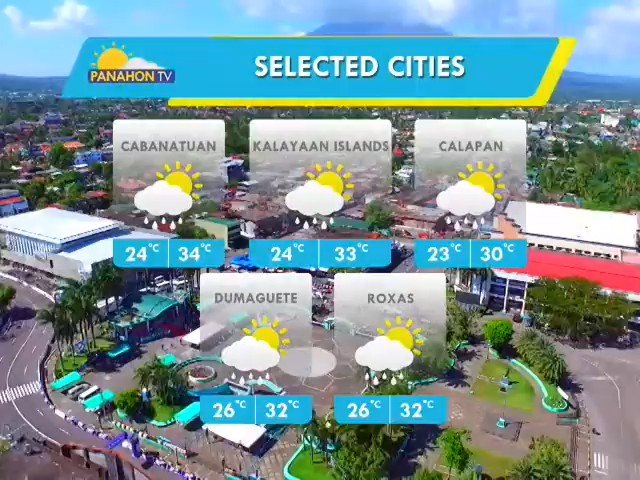 PANAHON TV
SELECTED CITIES
CABANATUAN
24°C 34°C
KALAYAAN ISLANDS
24°C 33°C
CALAPAN
23°C 30°C
DUMAGUETE
26°C 32°C
ROXAS
26°C 32°C